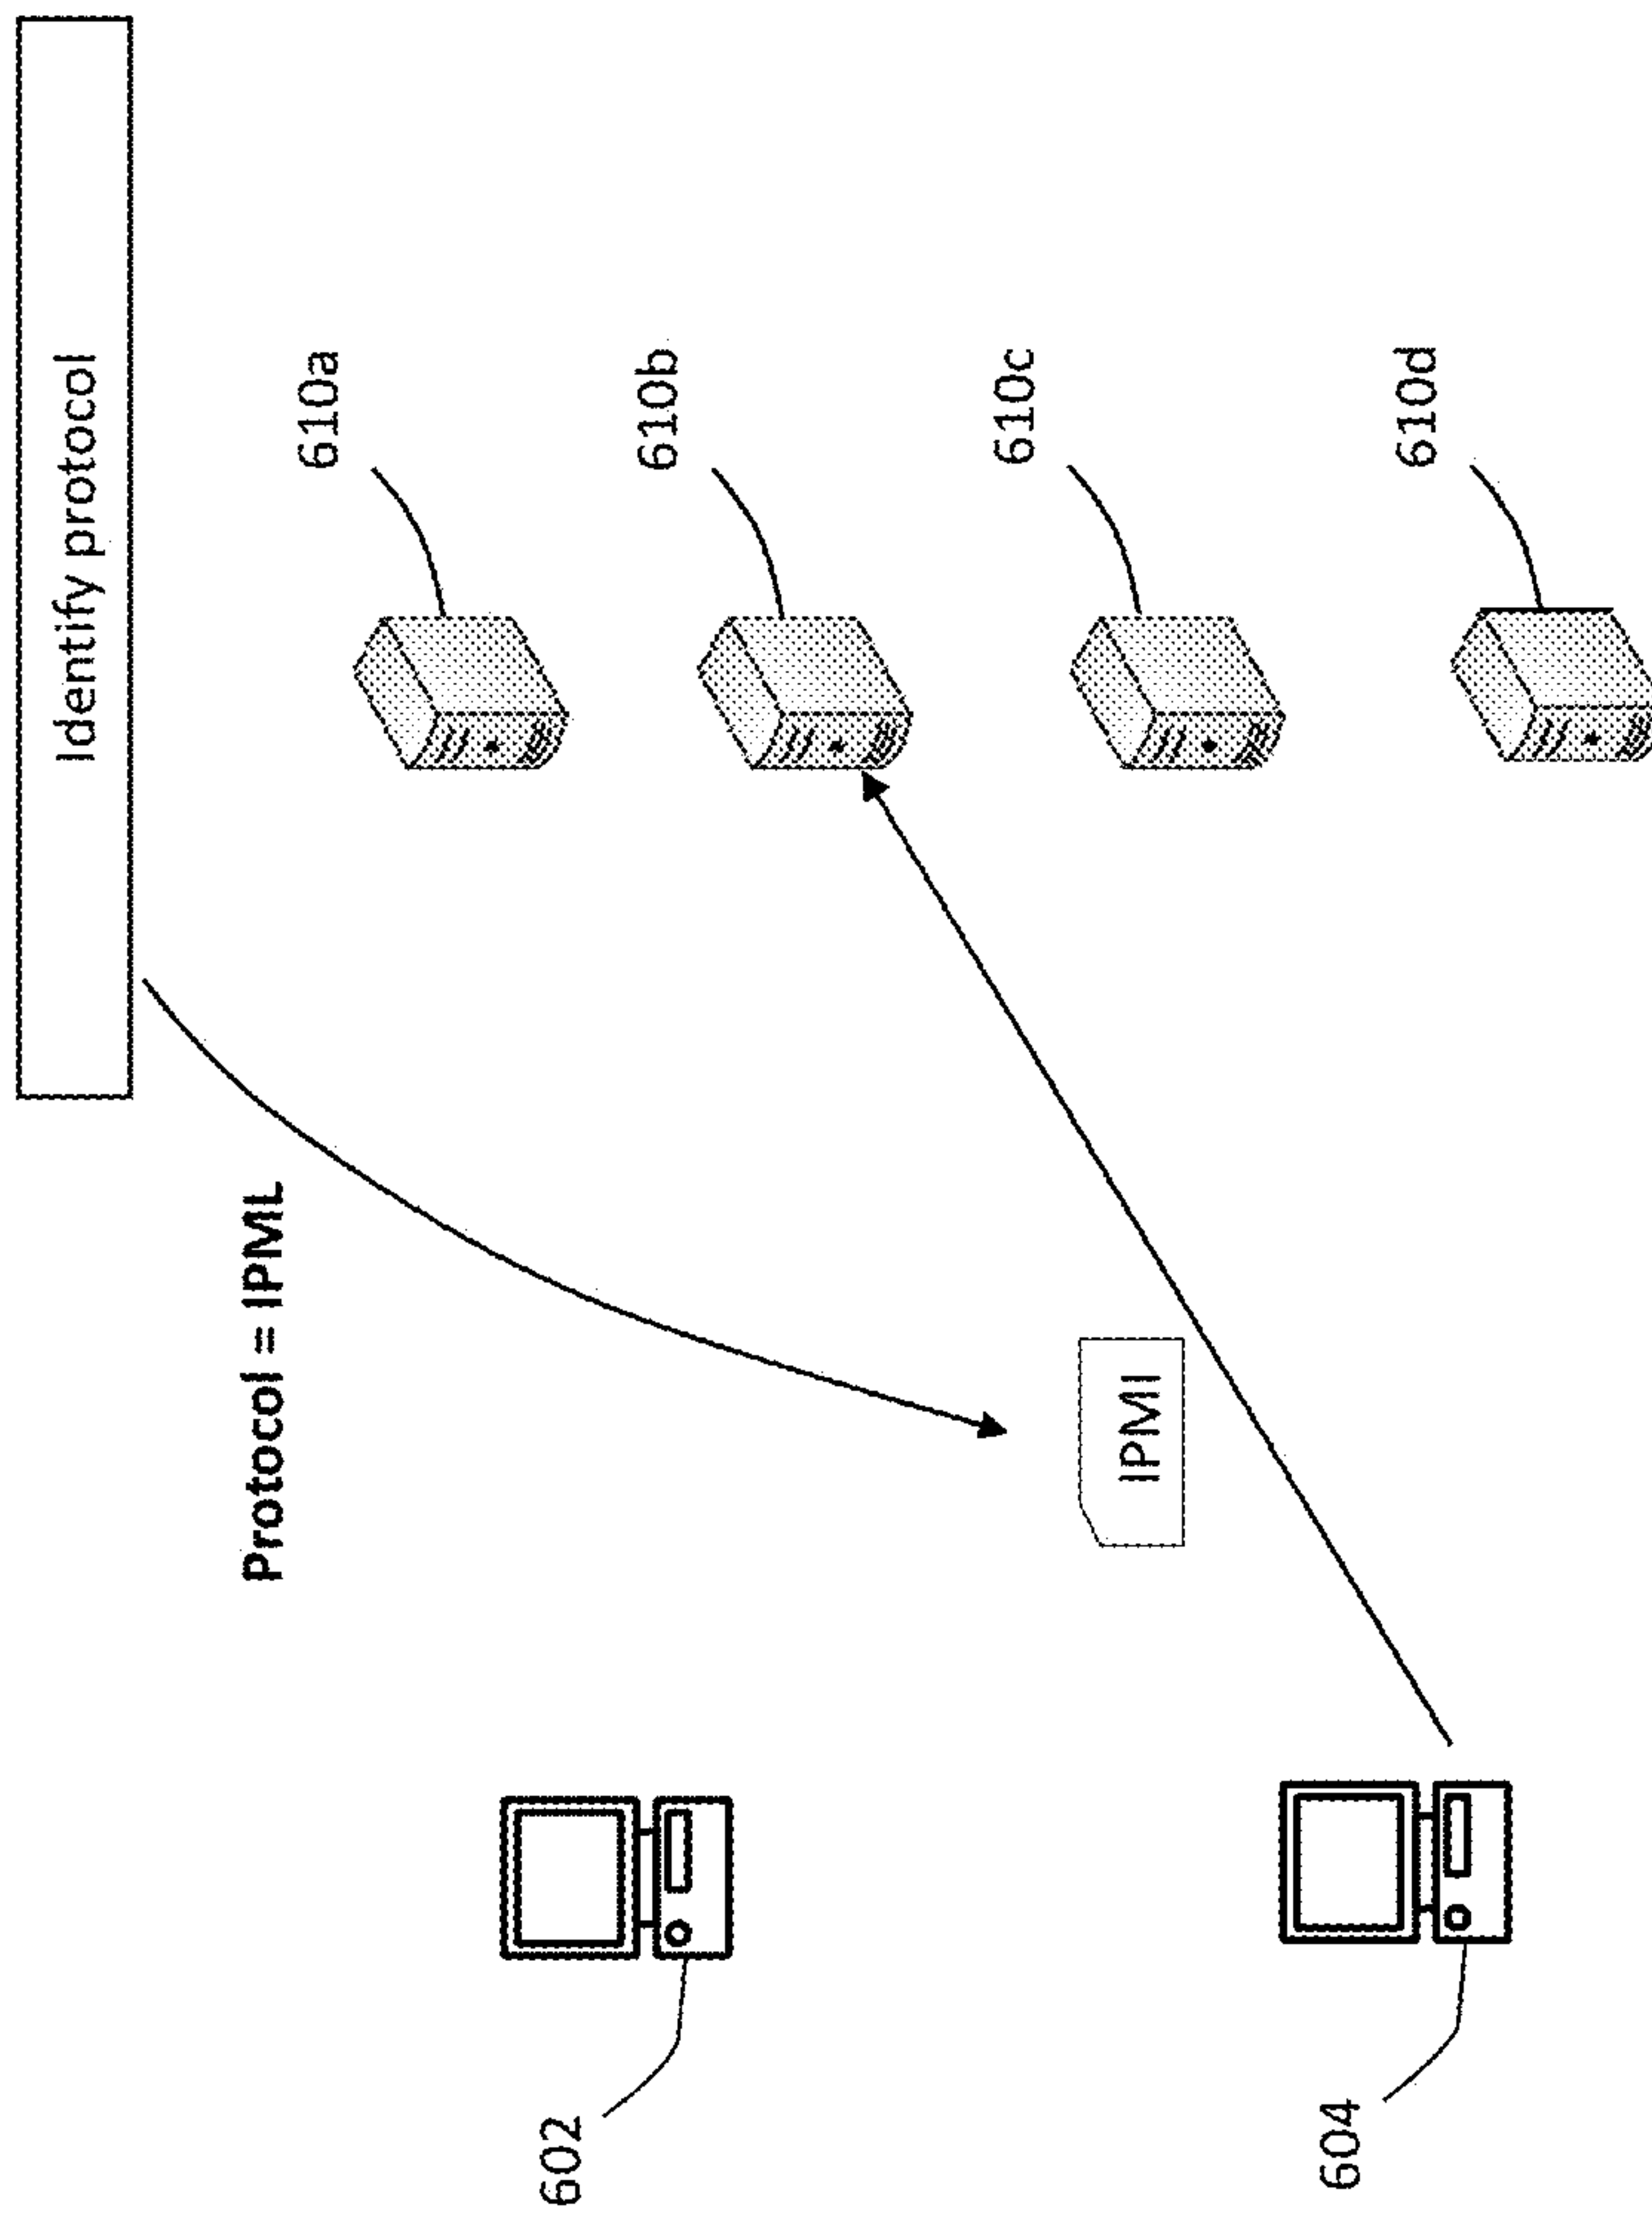 Identify protocol
Protocol = IPML
610a
602
610b
610c
IPMI
604
610d